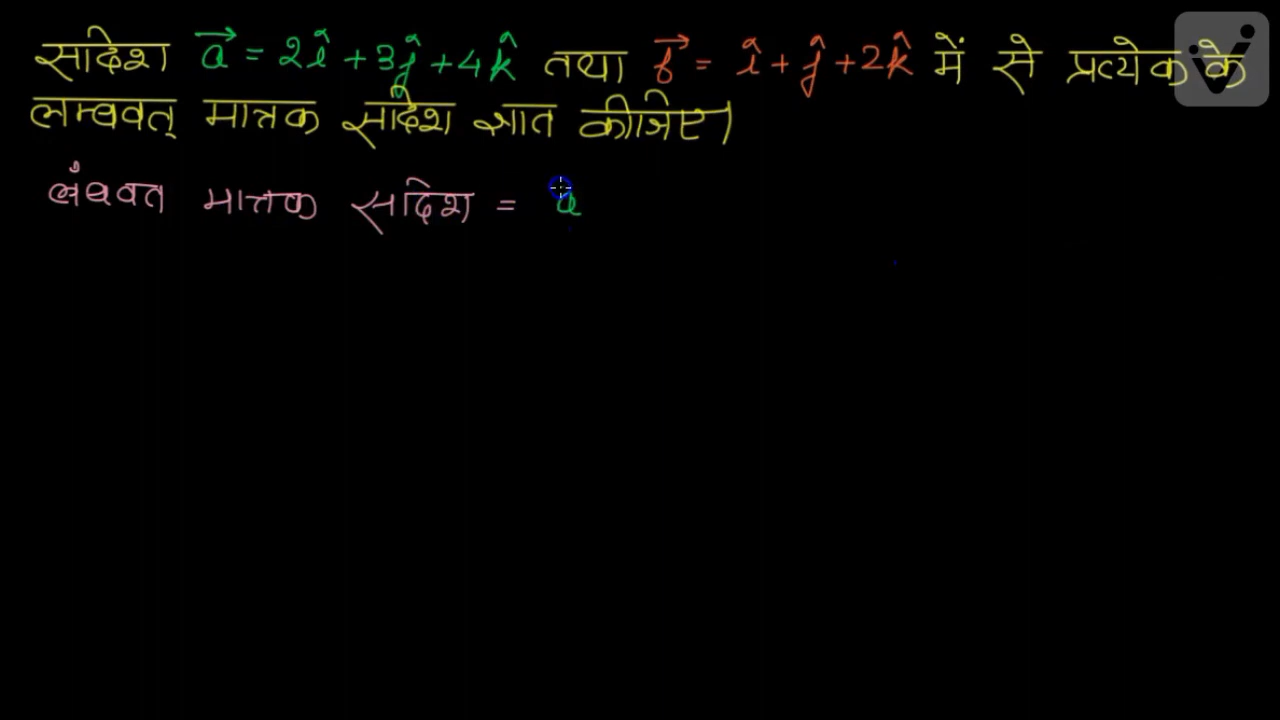 सदिश a⃗ = 2î + 3ĵ + 4k̂ तथा b⃗ = î + ĵ + 2k̂ में से प्रत्येक के
लम्बवत् मात्रक सदिश ज्ञात कीजिए।
लंबवत मात्रक सदिश = a